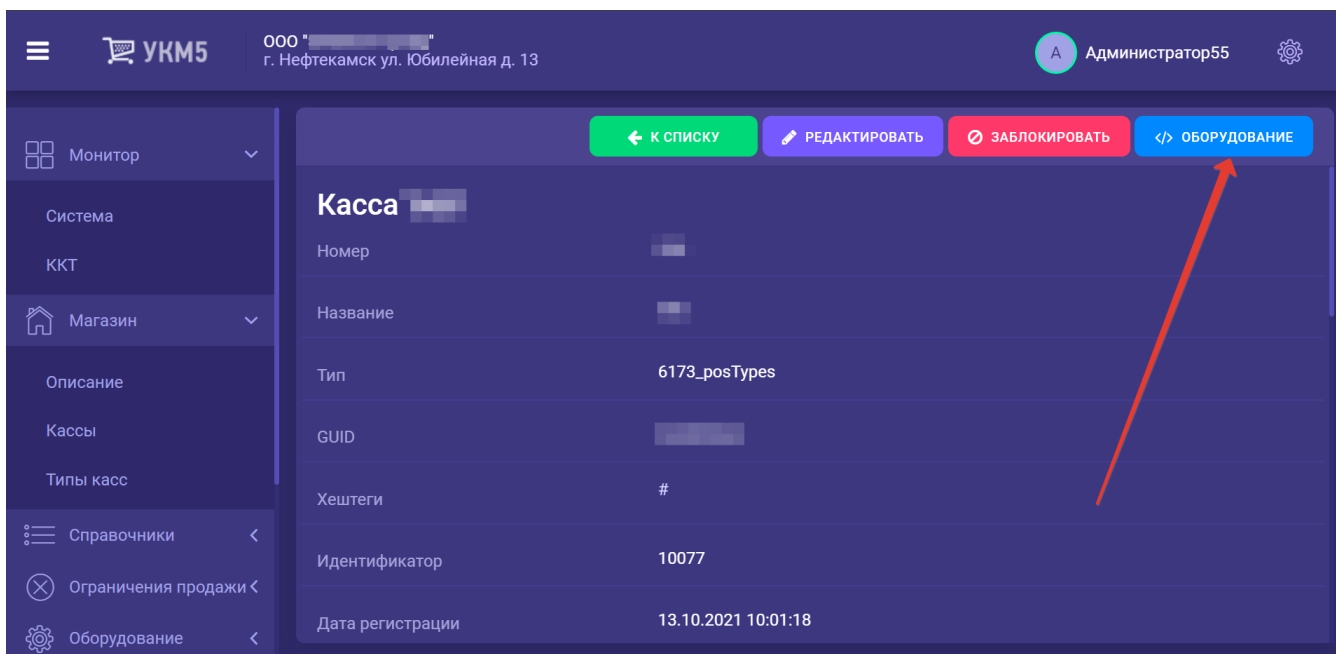 УКМ5
ООО " "
г. Нефтекамск ул. Юбилейная д. 13
А
Администратор55
Монитор
Система
ККТ
Магазин
Описание
Кассы
Типы касс
Справочники
Ограничения продажи
Оборудование
К СПИСКУ
РЕДАКТИРОВАТЬ
ЗАБЛОКИРОВАТЬ
</> ОБОРУДОВАНИЕ
Касса
Номер
Название
Тип 6173_posTypes
GUID
Хештеги #
Идентификатор 10077
Дата регистрации 13.10.2021 10:01:18